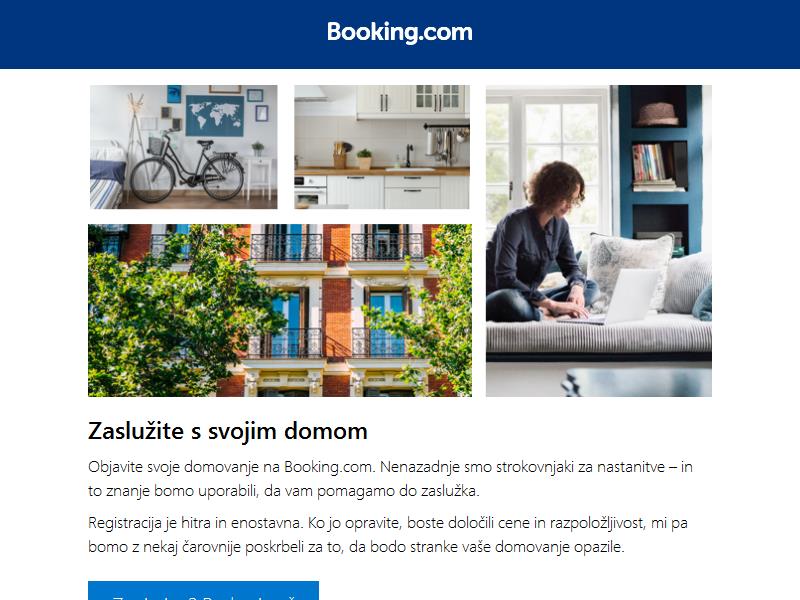 Booking.com
Zaslužite s svojim domom
Objavite svoje domovanje na Booking.com. Nenazadnje smo strokovnjaki za nastanitve – in
to znanje bomo uporabili, da vam pomagamo do zaslužka.
Registracija je hitra in enostavna. Ko jo opravite, boste določili cene in razpoložljivost, mi pa
bomo z nekaj čarovnije poskrbeli za to, da bodo stranke vaše domovanje opazile.